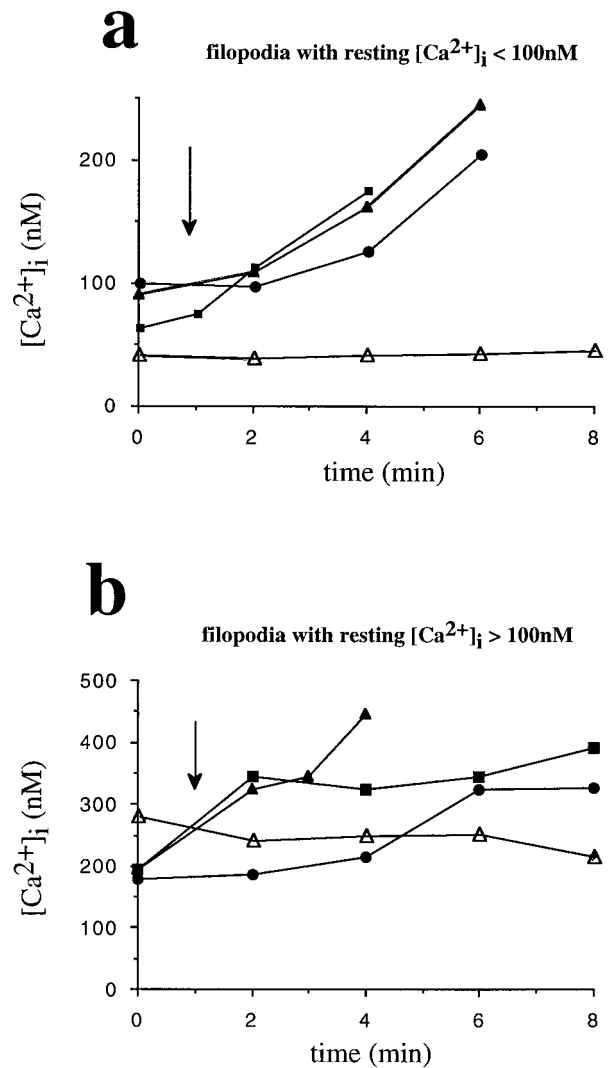 a
filopodia with resting [Ca2+]i < 100nM
[Ca2+]i (nM)
200
100
0
0 2 4 6 8
time (min)
b
filopodia with resting [Ca2+]i > 100nM
[Ca2+]i (nM)
500
400
300
200
100
0
0 2 4 6 8
time (min)